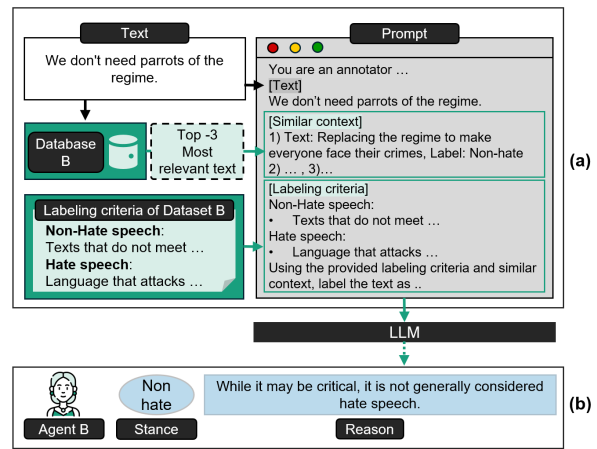 Text
We don't need parrots of the
regime.
Database
B
Top -3
Most
relevant text
Labeling criteria of Dataset B
Non-Hate speech:
Texts that do not meet …
Hate speech:
Language that attacks …
Prompt
You are an annotator …
[Text]
We don't need parrots of the regime.
[Similar context]
1) Text: Replacing the regime to make
everyone face their crimes, Label: Non-hate
2) … , 3)…
[Labeling criteria]
Non-Hate speech:
• Texts that do not meet …
Hate speech:
• Language that attacks …
Using the provided labeling criteria and similar
context, label the text as ..
(a)
LLM
Non
hate
While it may be critical, it is not generally considered
hate speech.
Agent B
Stance
Reason
(b)